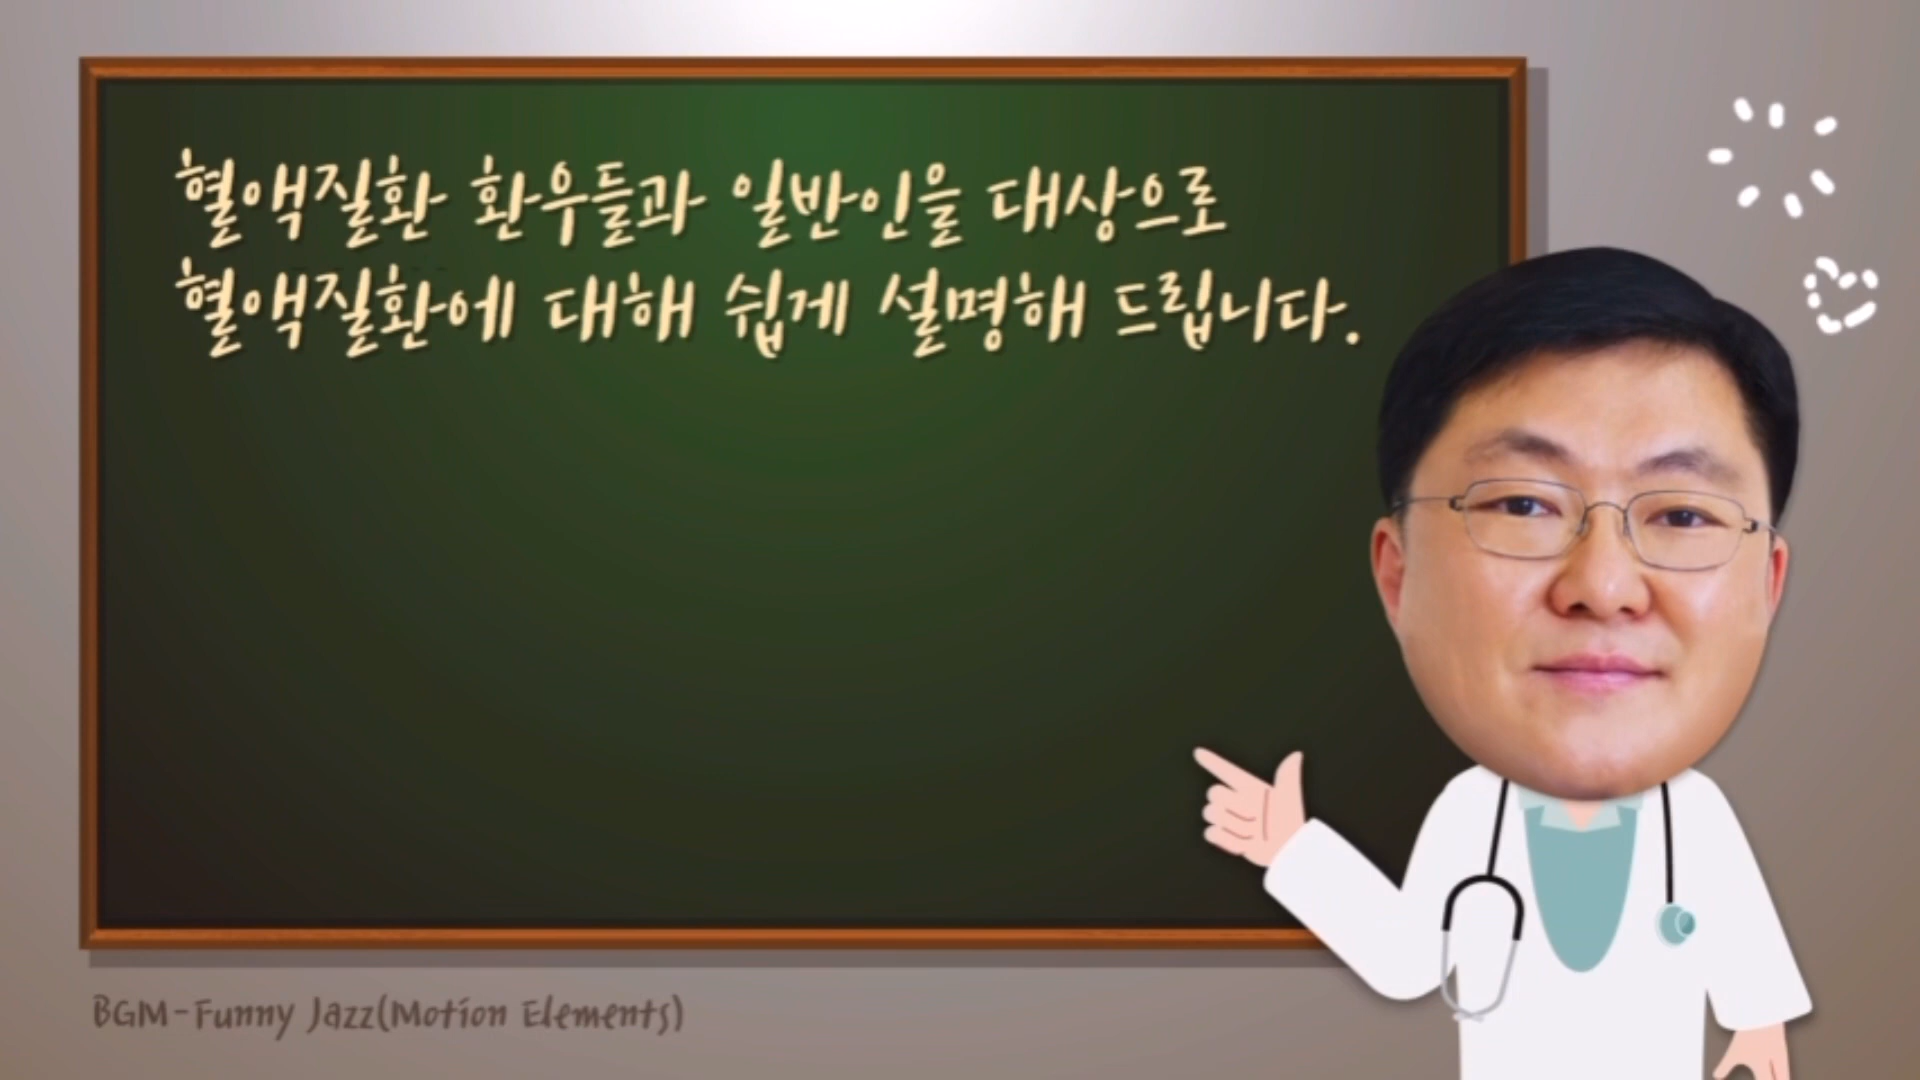 혈액질환 환우들과 일반인을 대상으로
혈액질환에 대해 쉽게 설명해 드립니다.
BGM-Funny Jazz(Motion Elements)